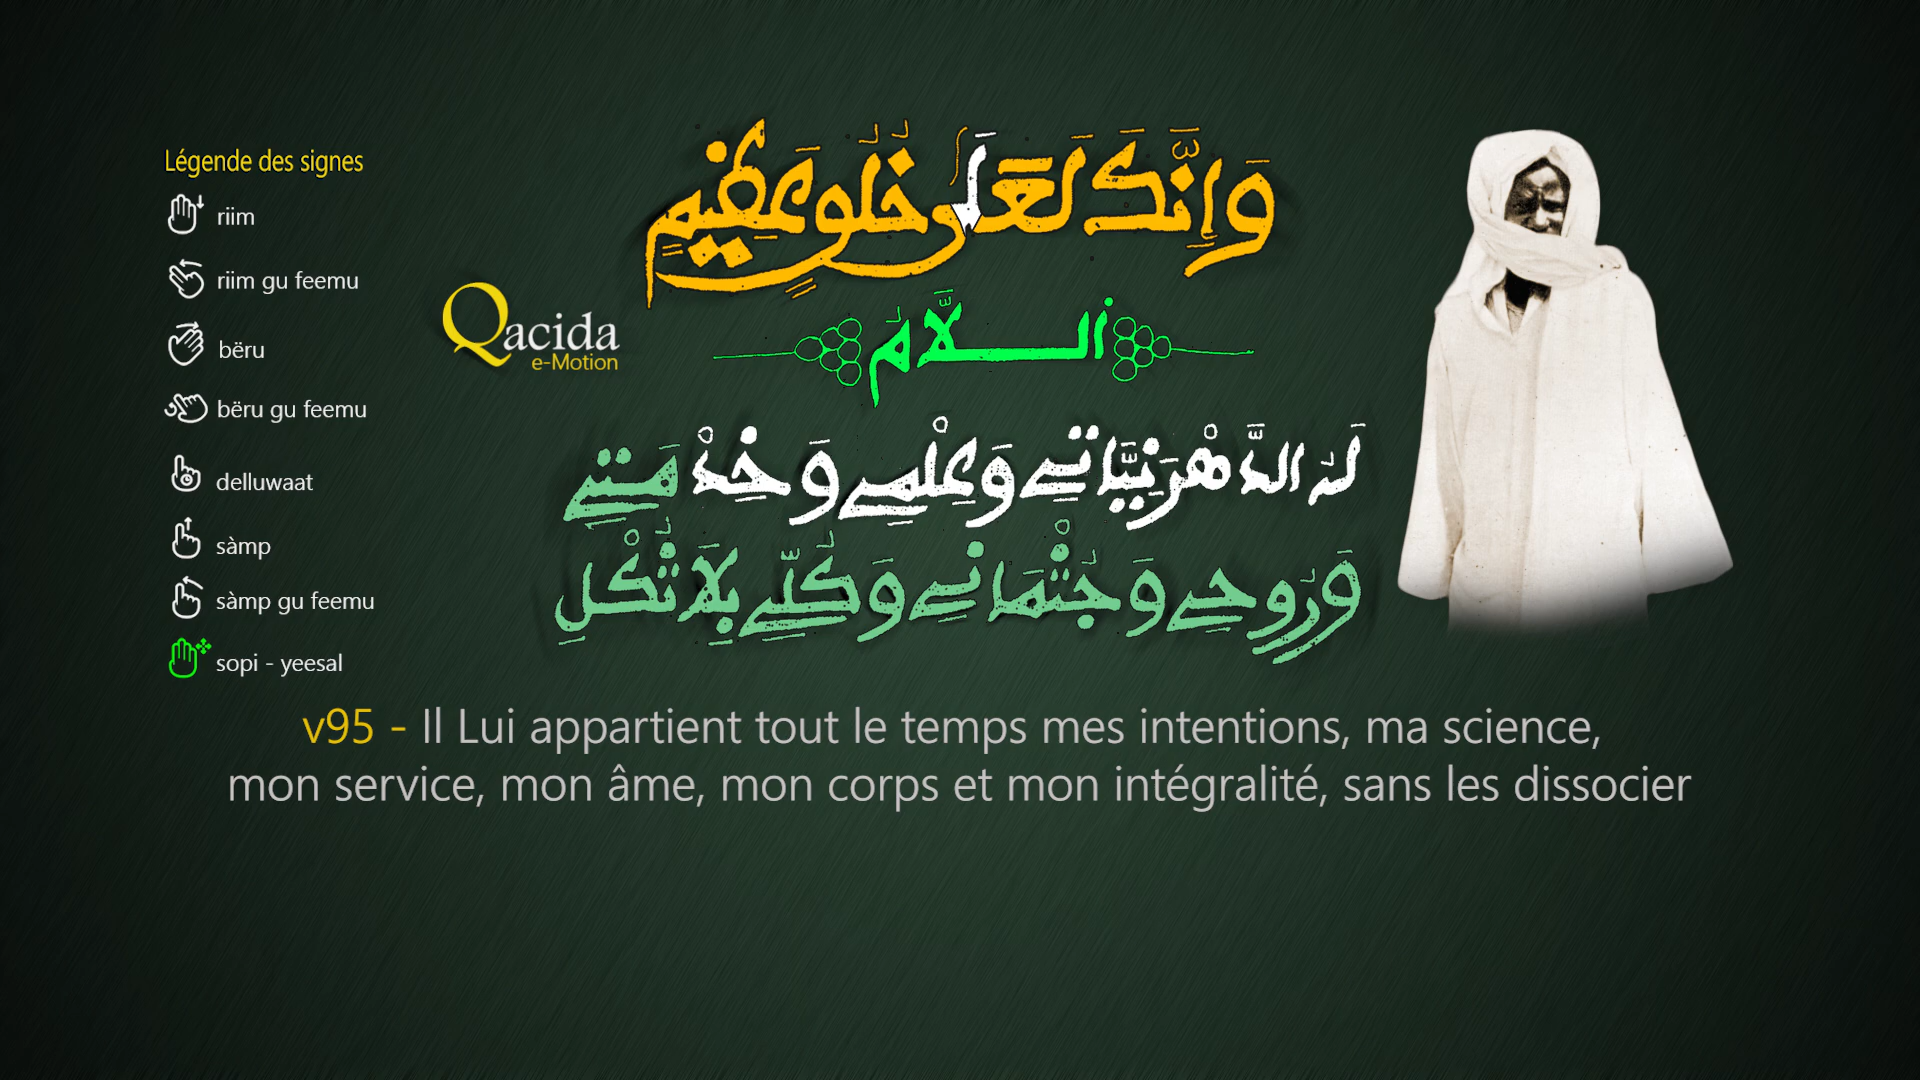 Légende des signes
riim
riim gu feemu
bëru
bëru gu feemu
delluwaat
sàmp
sàmp gu feemu
sopi - yeesal
Qacida
e-Motion
وَإِنَّكَ لَعَلَىٰ خُلُقٍ عَظِيمٍ
اللَّامُ
لَهُ الدَّهْرَ نِيَّاتِي وَعِلْمِي وَخِدْمَتِي
وَرُوحِي وَجُثْمَانِي وَكُلِّي بِلَا ثُكْلِ
v95 - Il Lui appartient tout le temps mes intentions, ma science,
mon service, mon âme, mon corps et mon intégralité, sans les dissocier